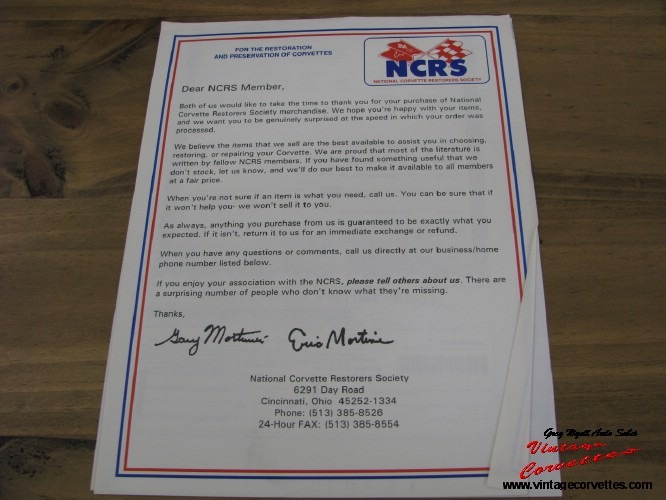 FOR THE RESTORATION
AND PRESERVATION OF CORVETTES
NCRS
NATIONAL CORVETTE RESTORERS SOCIETY
Dear NCRS Member,
Both of us would like to take the time to thank you for your purchase of National
Corvette Restorers Society merchandise. We hope you're happy with your items,
and we want you to be genuinely surprised at the speed in which your order was
processed.
We believe the items that we sell are the best available to assist you in choosing,
restoring, or repairing your Corvette. We are proud that most of the literature is
written by fellow NCRS members. If you have found something useful that we
don't stock, let us know, and we'll do our best to make it available to all members
at a fair price.
When you're not sure if an item is what you need, call us. You can be sure that if
it won't help you- we won't sell it to you.
As always, anything you purchase from us is guaranteed to be exactly what you
expected. If it isn't, return it to us for an immediate exchange or refund.
When you have any questions or comments, call us directly at our business/home
phone number listed below.
If you enjoy your association with the NCRS, please tell others about us. There are
a surprising number of people who don't know what they're missing.
Thanks,
Gary Mortimer
National Corvette Restorers Society
6291 Day Road
Cincinnati, Ohio 45252-1334
Phone: (513) 385-8526
24-Hour FAX: (513) 385-8554
Greg Wyatt Auto Sales
Vintage
Corvettes
www.vintagecorvettes.com